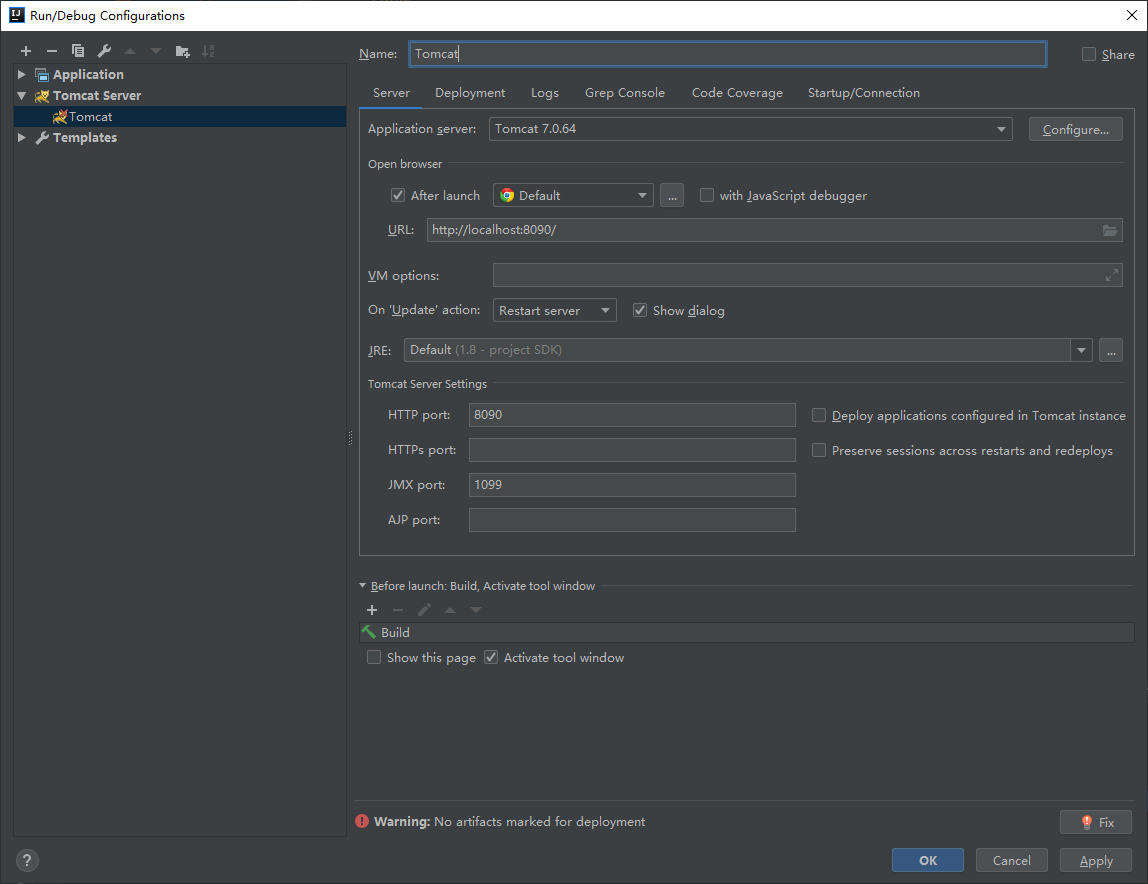 Run/Debug Configurations
Name: Tomcat Share
Application
Tomcat Server
Tomcat
Templates
Server Deployment Logs Grep Console Code Coverage Startup/Connection
Application server: Tomcat 7.0.64 Configure...
Open browser
After launch Default ... with JavaScript debugger
URL: http://localhost:8090/
VM options:
On 'Update' action: Restart server Show dialog
JRE: Default (1.8 - project SDK) ...
Tomcat Server Settings
HTTP port: 8090 Deploy applications configured in Tomcat instance
HTTPs port: Preserve sessions across restarts and redeploys
JMX port: 1099
AJP port:
Before launch: Build, Activate tool window
Build
Show this page Activate tool window
Warning: No artifacts marked for deployment Fix
? OK Cancel Apply